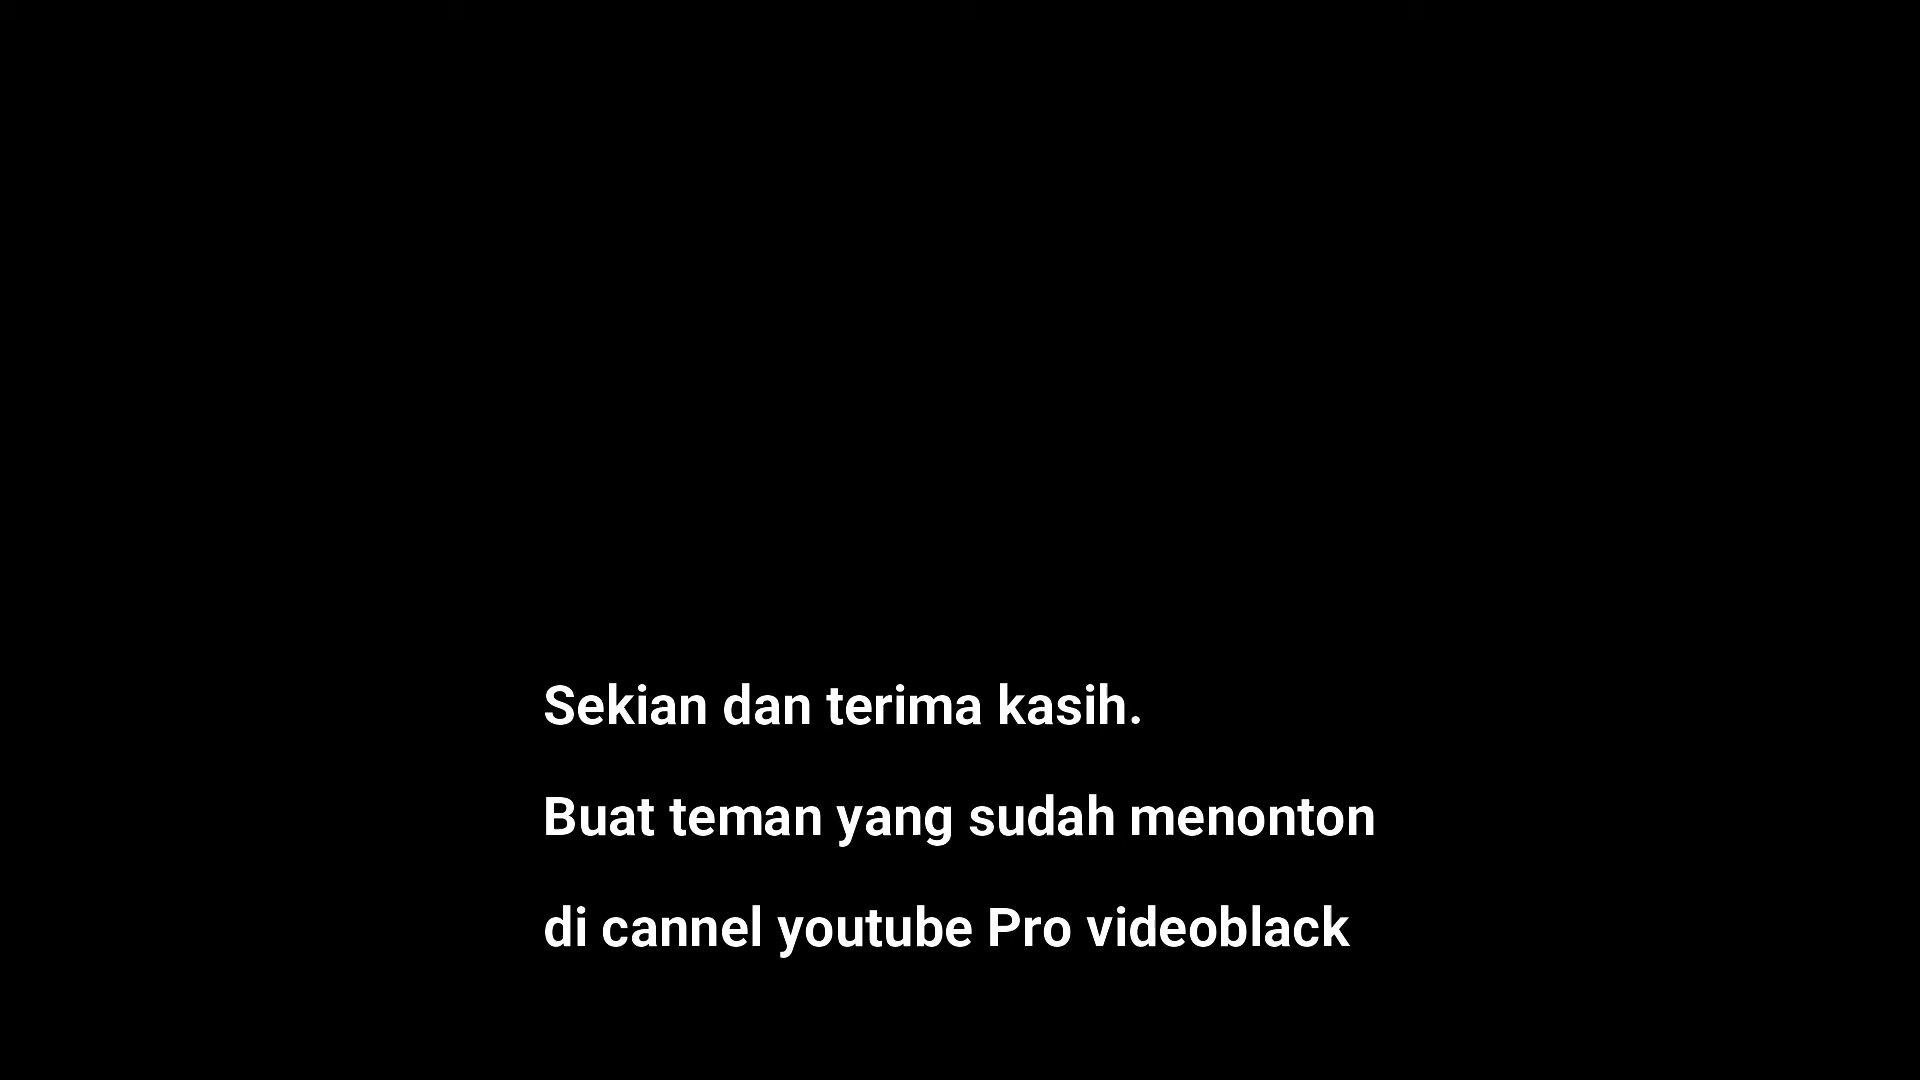 Sekian dan terima kasih.
Buat teman yang sudah menonton
di cannel youtube Pro videoblack